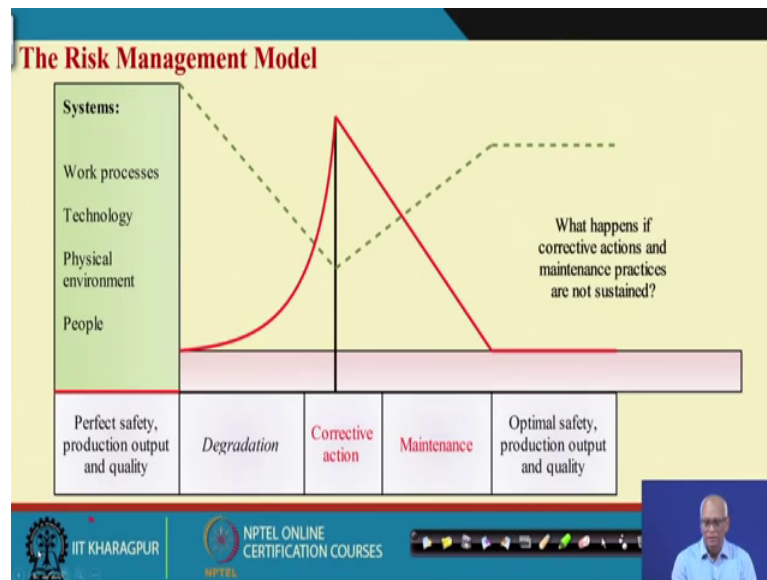 The Risk Management Model
Systems:
Work processes
Technology
Physical
environment
People
What happens if
corrective actions and
maintenance practices
are not sustained?
Perfect safety,
production output
and quality
Degradation
Corrective
action
Maintenance
Optimal safety,
production output
and quality
IIT KHARAGPUR
NPTEL
NPTEL ONLINE
CERTIFICATION COURSES